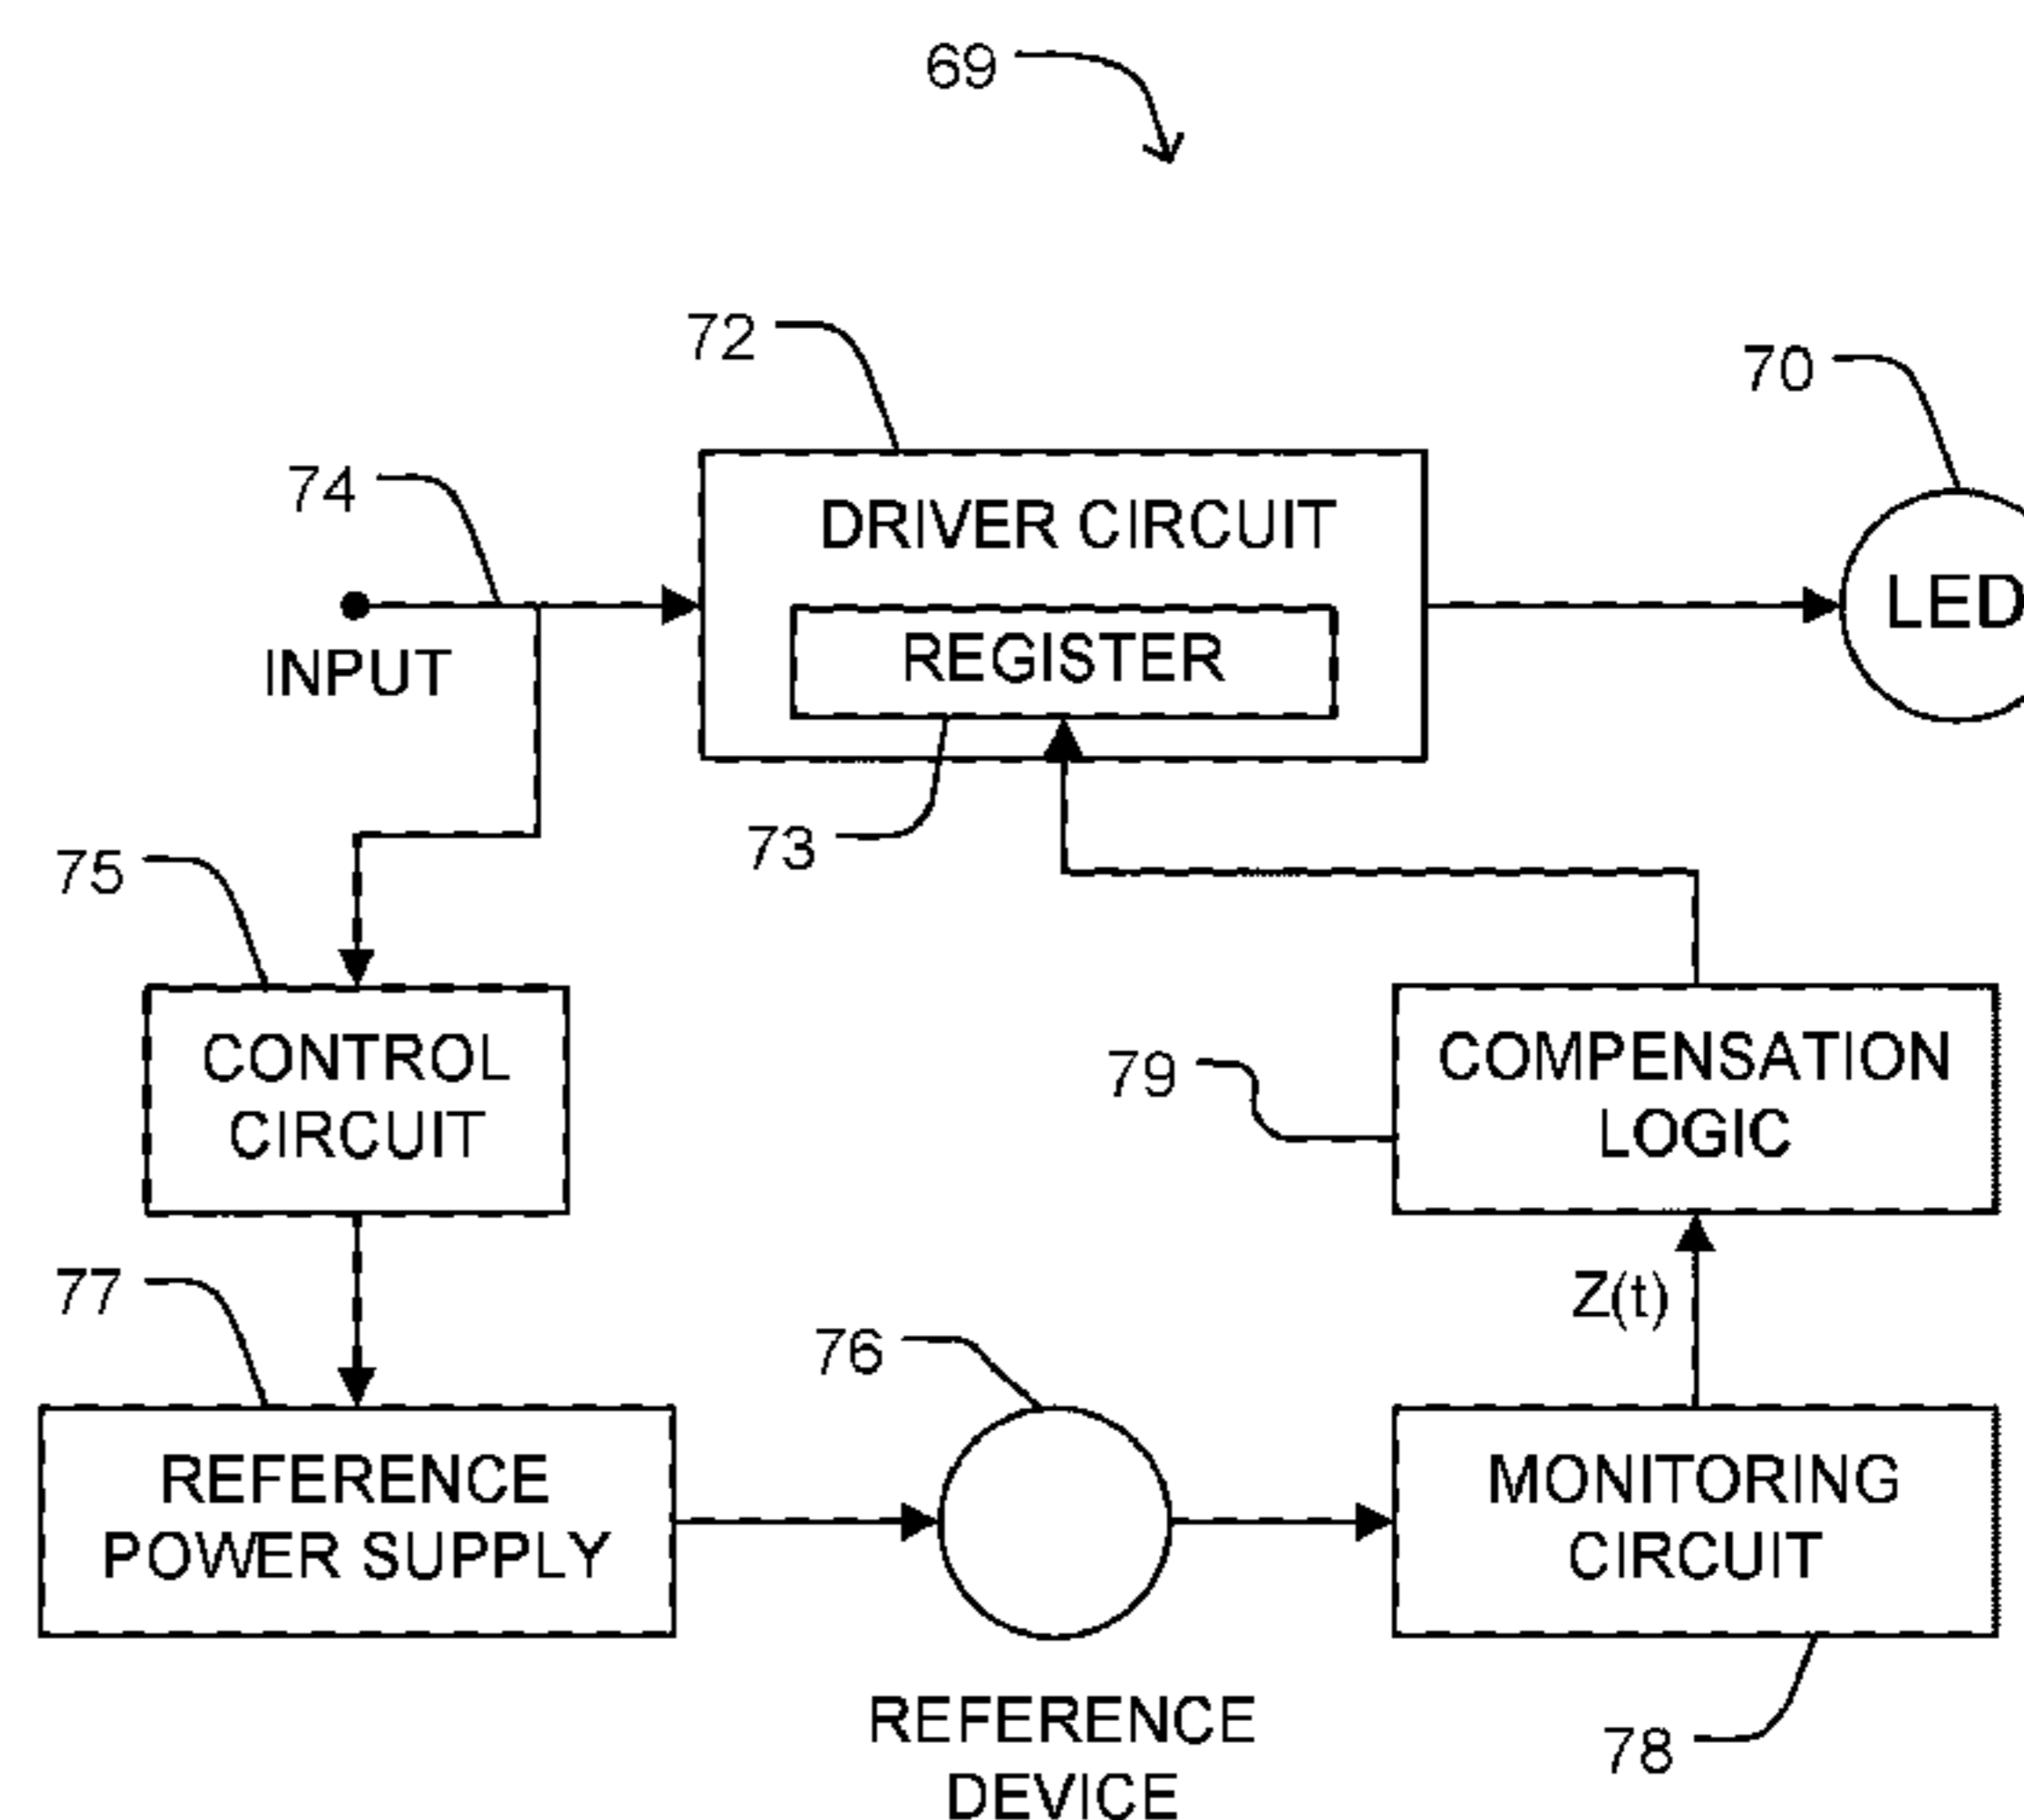 69
72
70
74
DRIVER CIRCUIT
LED
REGISTER
INPUT
73
75
CONTROL
CIRCUIT
79
COMPENSATION
LOGIC
77
Z(t)
76
REFERENCE
POWER SUPPLY
MONITORING
CIRCUIT
REFERENCE
DEVICE
78